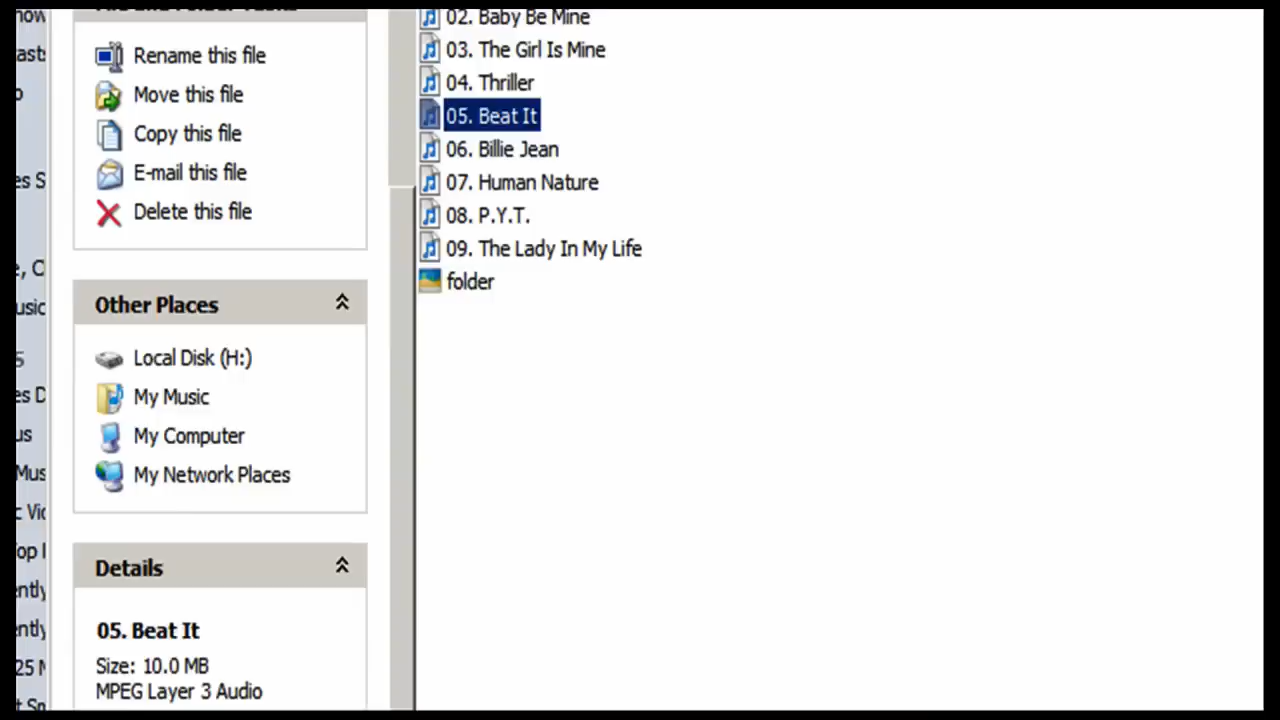 Rename this file
Move this file
Copy this file
E-mail this file
Delete this file
Other Places
Local Disk (H:)
My Music
My Computer
My Network Places
Details
05. Beat It
Size: 10.0 MB
MPEG Layer 3 Audio
02. Baby Be Mine
03. The Girl Is Mine
04. Thriller
05. Beat It
06. Billie Jean
07. Human Nature
08. P.Y.T.
09. The Lady In My Life
folder